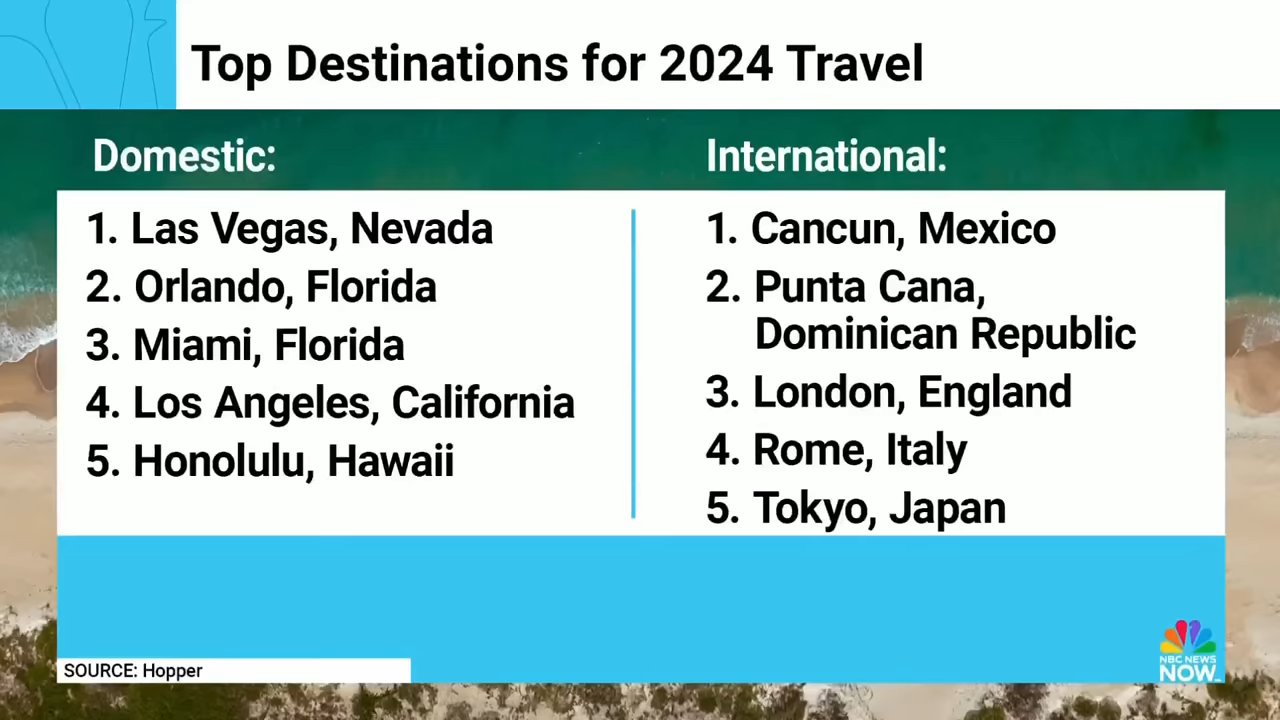 Top Destinations for 2024 Travel
Domestic:
1. Las Vegas, Nevada
2. Orlando, Florida
3. Miami, Florida
4. Los Angeles, California
5. Honolulu, Hawaii
International:
1. Cancun, Mexico
2. Punta Cana,
Dominican Republic
3. London, England
4. Rome, Italy
5. Tokyo, Japan
SOURCE: Hopper
NBC NEWS
NOW